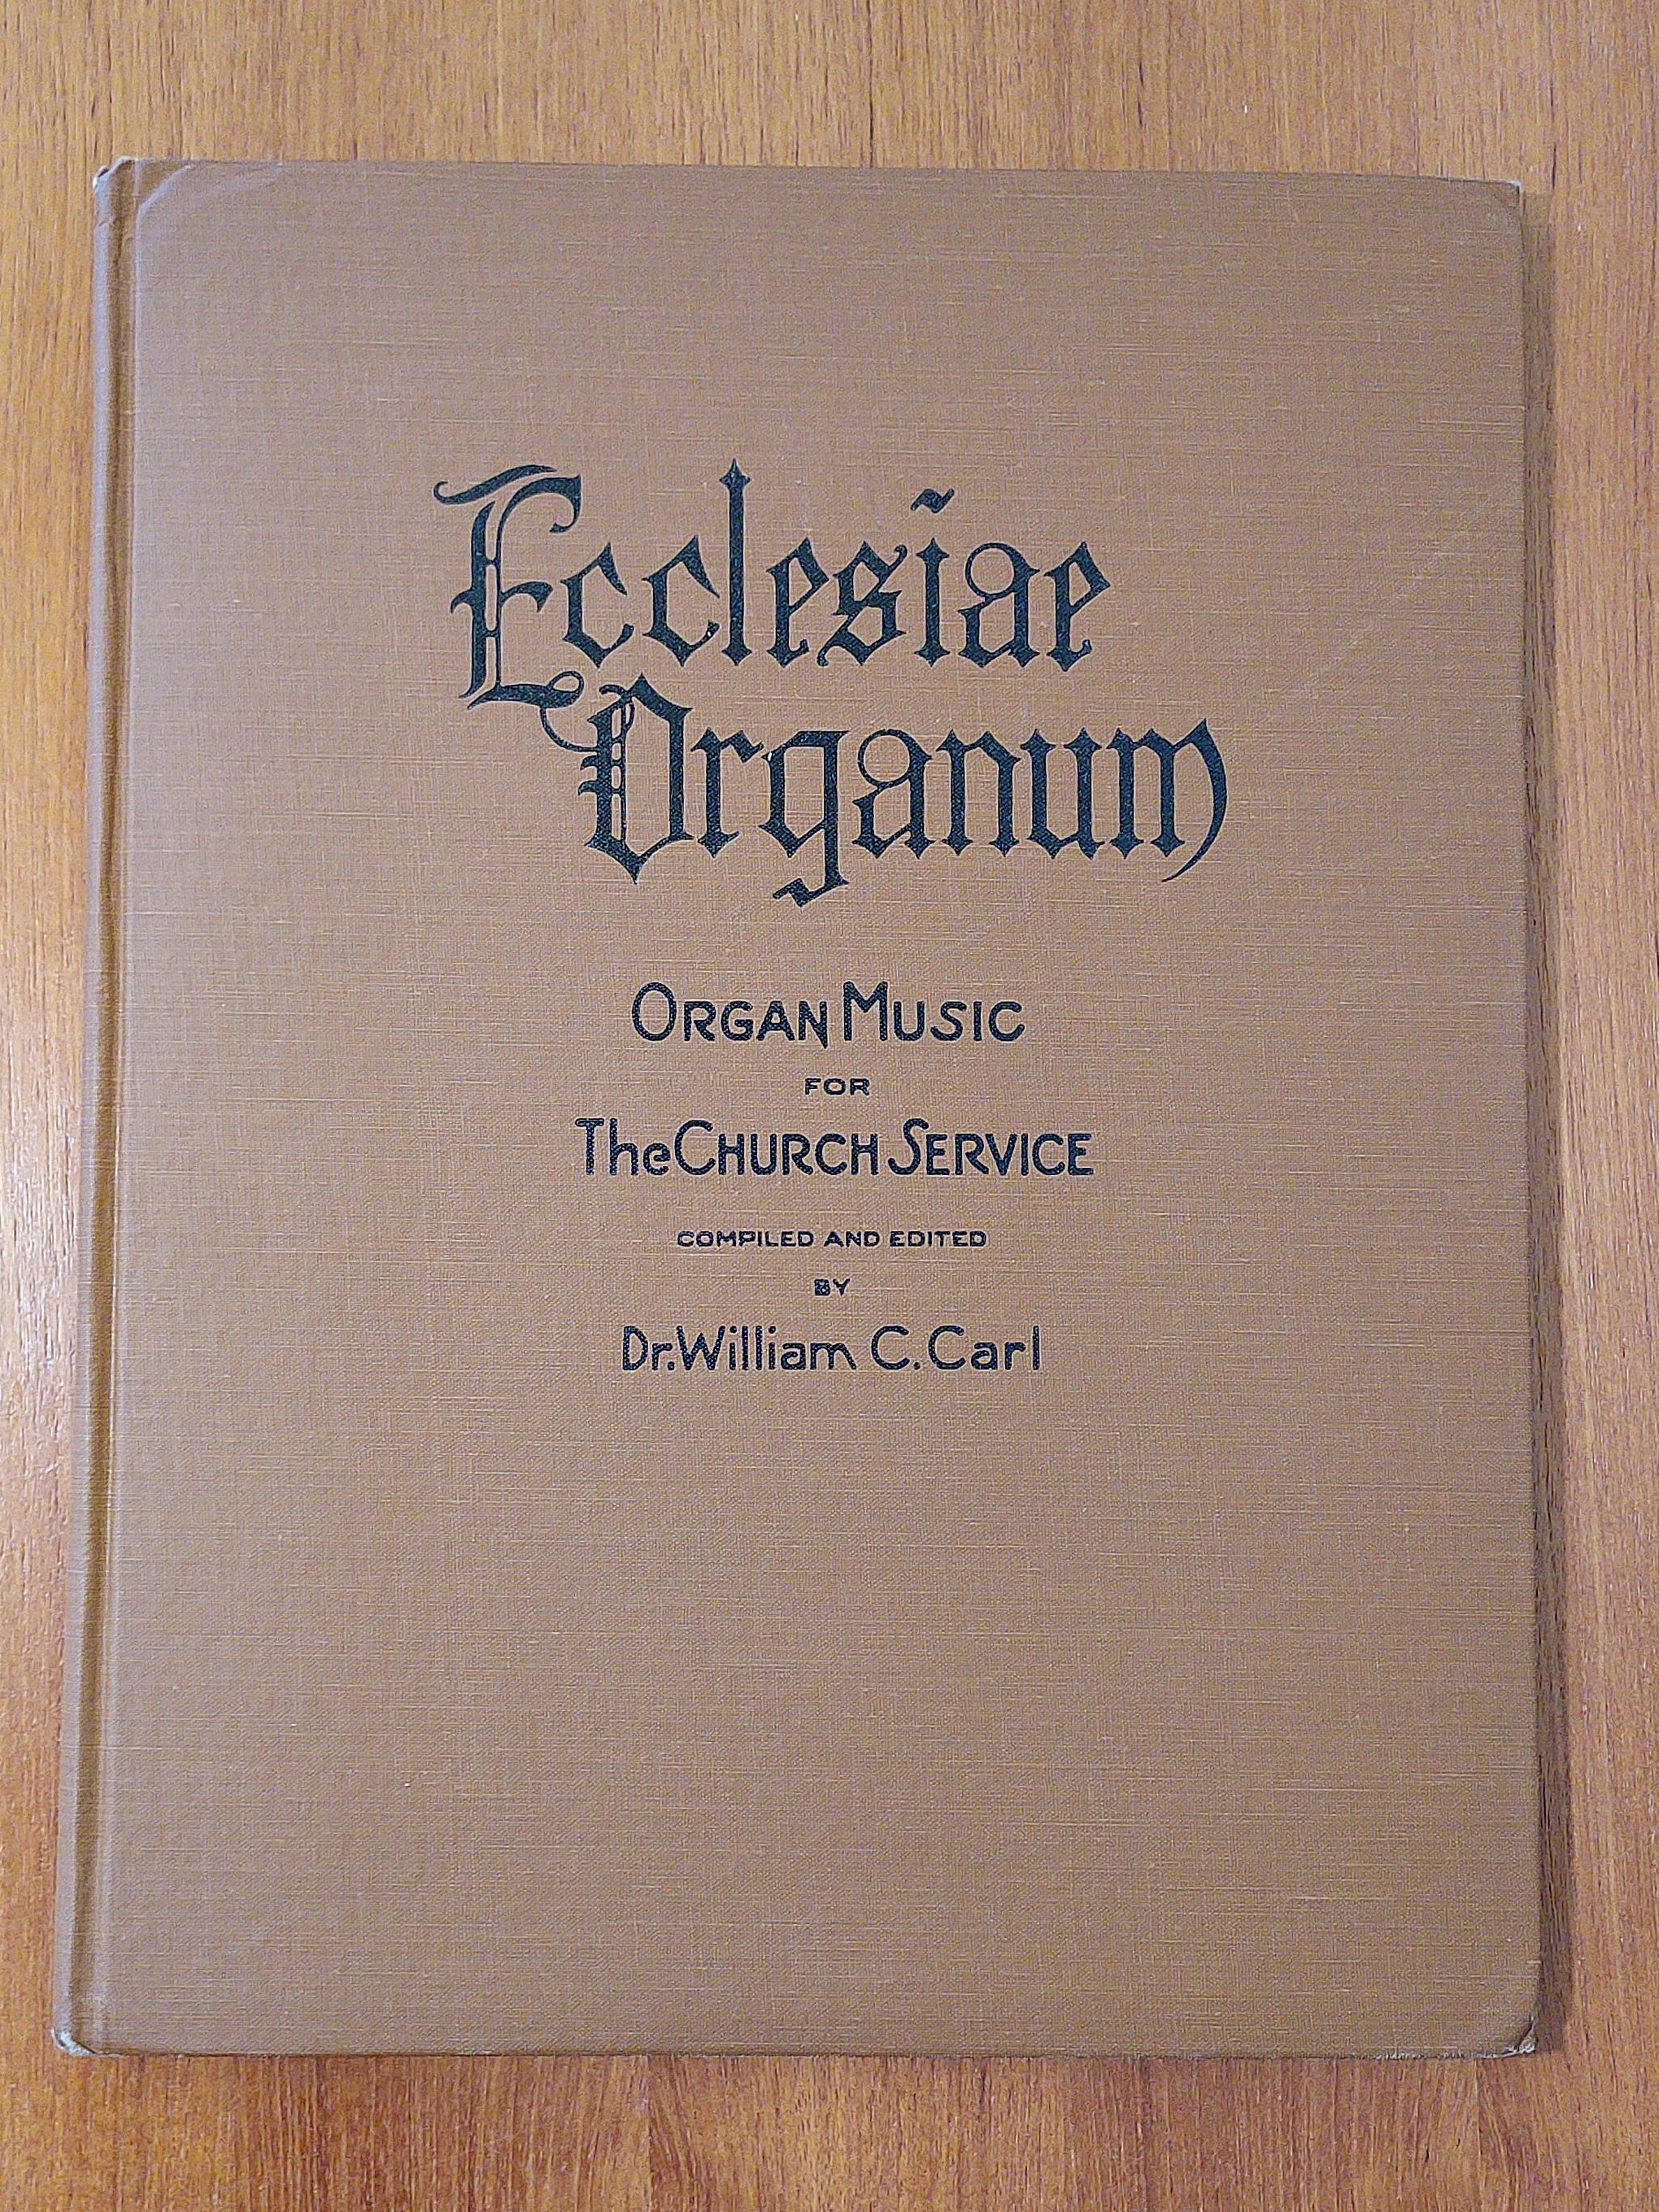 Ecclesiae
Organum
ORGAN MUSIC
FOR
The CHURCH SERVICE
COMPILED AND EDITED
BY
Dr. William C. Carl